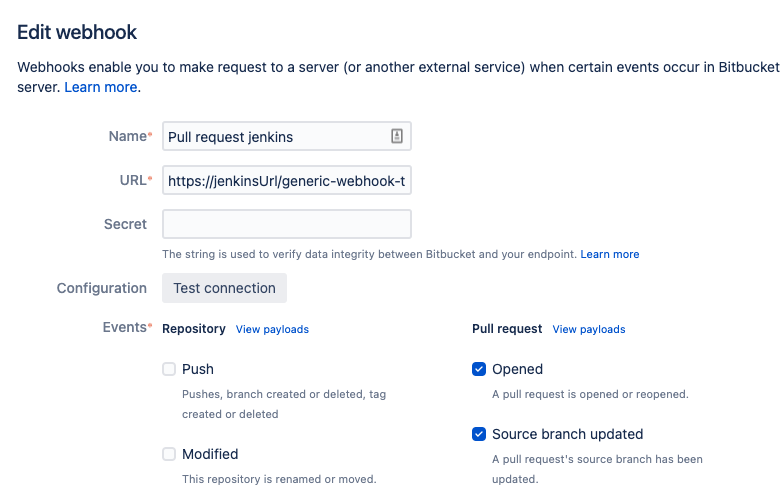 Edit webhook
Webhooks enable you to make request to a server (or another external service) when certain events occur in Bitbucket
server. Learn more.
Name* Pull request jenkins
URL* https://jenkinsUrl/generic-webhook-t
Secret
The string is used to verify data integrity between Bitbucket and your endpoint. Learn more
Configuration Test connection
Events* Repository View payloads Pull request View payloads
Push Opened
Pushes, branch created or deleted, tag A pull request is opened or reopened.
created or deleted
Source branch updated
Modified A pull request's source branch has been
This repository is renamed or moved. updated.